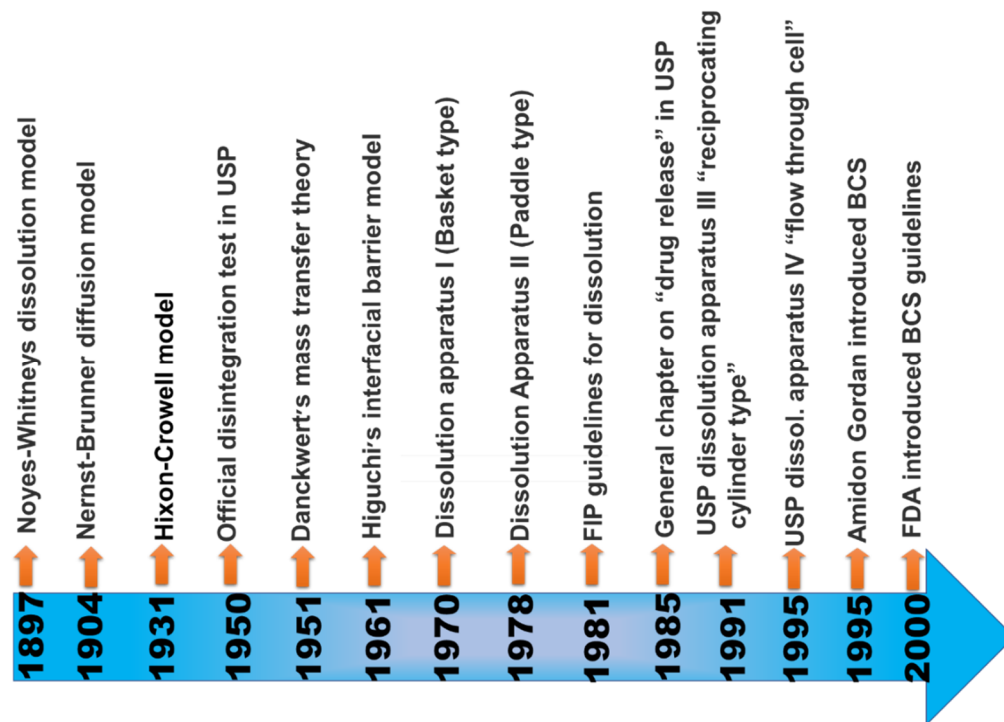 1897
Noyes-Whitneys dissolution model
1904
Nernst-Brunner diffusion model
1931
Hixon-Crowell model
1950
Official disintegration test in USP
1951
Danckwert's mass transfer theory
1961
Higuchi's interfacial barrier model
1970
Dissolution apparatus I (Basket type)
1978
Dissolution Apparatus II (Paddle type)
1981
FIP guidelines for dissolution
1985
General chapter on “drug release” in USP
1991
USP dissolution apparatus III “reciprocating
cylinder type”
1995
USP dissol. apparatus IV “flow through cell”
1995
Amidon Gordan introduced BCS
2000
FDA introduced BCS guidelines